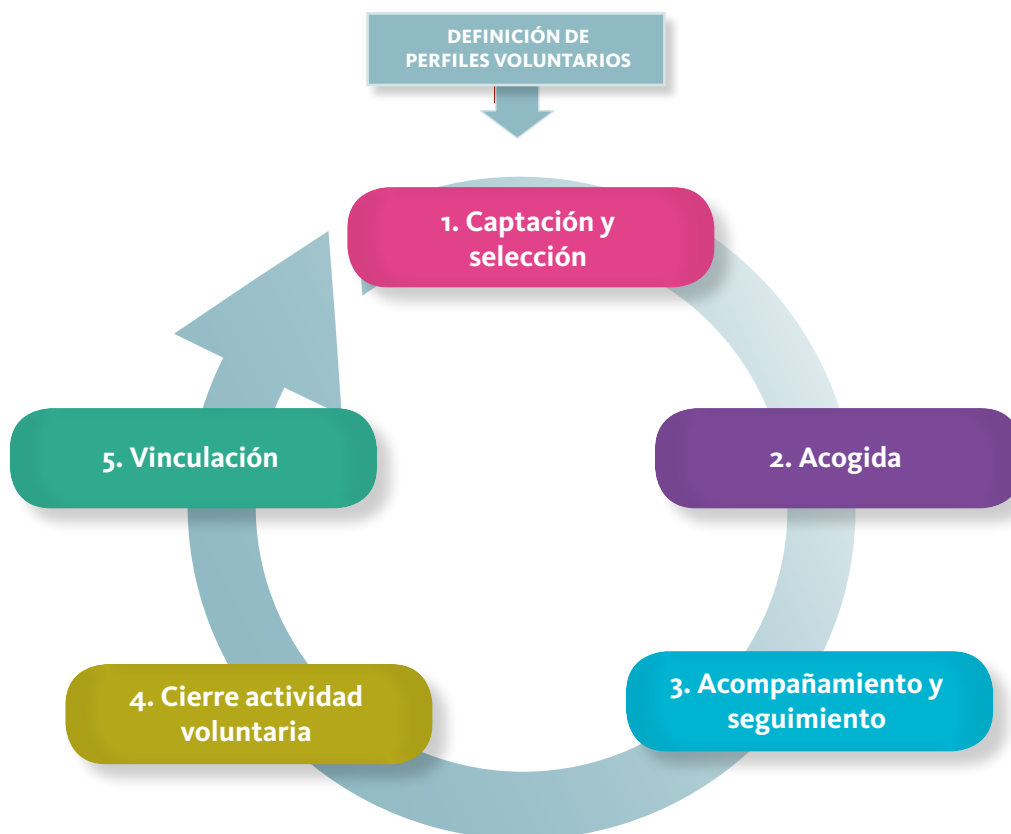 DEFINICIÓN DE
PERFILES VOLUNTARIOS
1. Captación y
selección
2. Acogida
3. Acompañamiento y
seguimiento
4. Cierre actividad
voluntaria
5. Vinculación